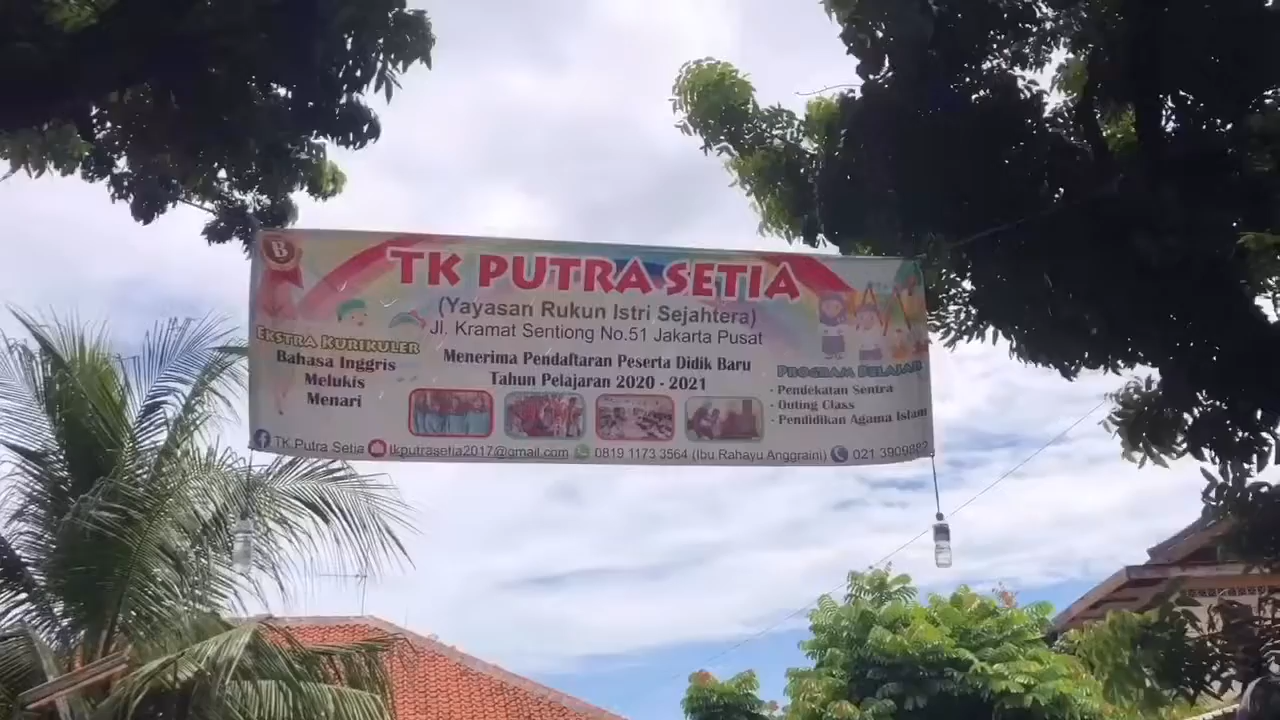 B
TK PUTRA SETIA
(Yayasan Rukun Istri Sejahtera)
Jl. Kramat Sentiong No.51 Jakarta Pusat
EKSTRA KURIKULER
Bahasa Inggris
Melukis
Menari
Menerima Pendaftaran Peserta Didik Baru
Tahun Pelajaran 2020 - 2021
PROGRAM BELAJAR
- Pendekatan Sentra
- Outing Class
- Pendidikan Agama Islam
TK Putra Setia tkputrasetia2017@gmail.com 0819 1173 3564 (Ibu Rahayu Anggraini) 021